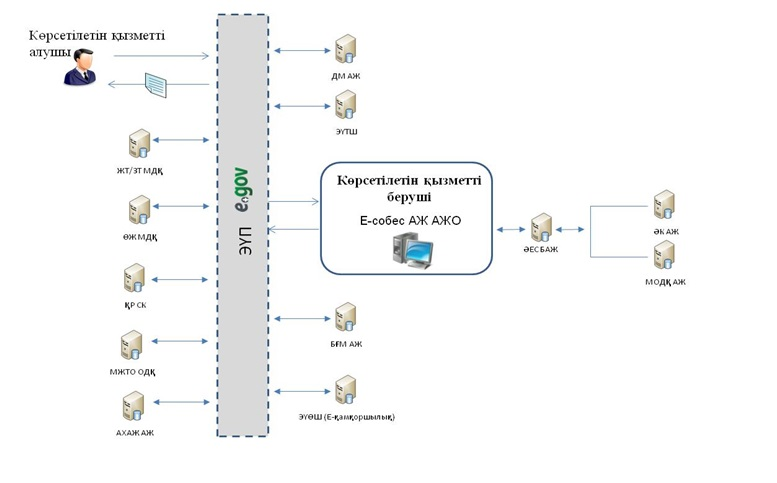 Көрсетілетін қызметті
алушы
ДМ АЖ
ЭҮТШ
ЖТ/ЗТ МДҚ
ӨЖ МДҚ
ҚР СК
МЖТО ОДҚ
АХАЖ АЖ
ЭҮП
e.gov
Көрсетілетін қызметті
беруші
Е-собес АЖ АЖО
ӘЕСБАЖ
ӘК АЖ
МОДҚ АЖ
БҒМ АЖ
ЭҮӨШ (Е-қамқоршылық)